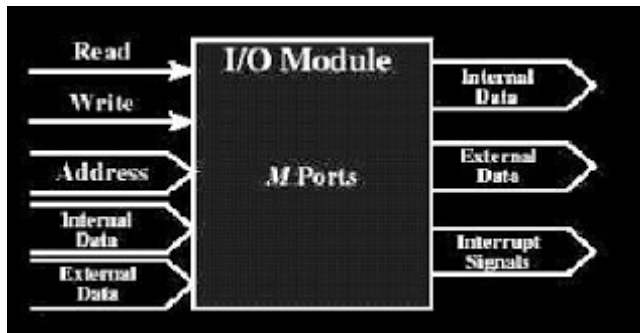 Read
Write
Address
Internal
Data
External
Data
I/O Module
M Ports
Internal
Data
External
Data
Interrupt
Signals